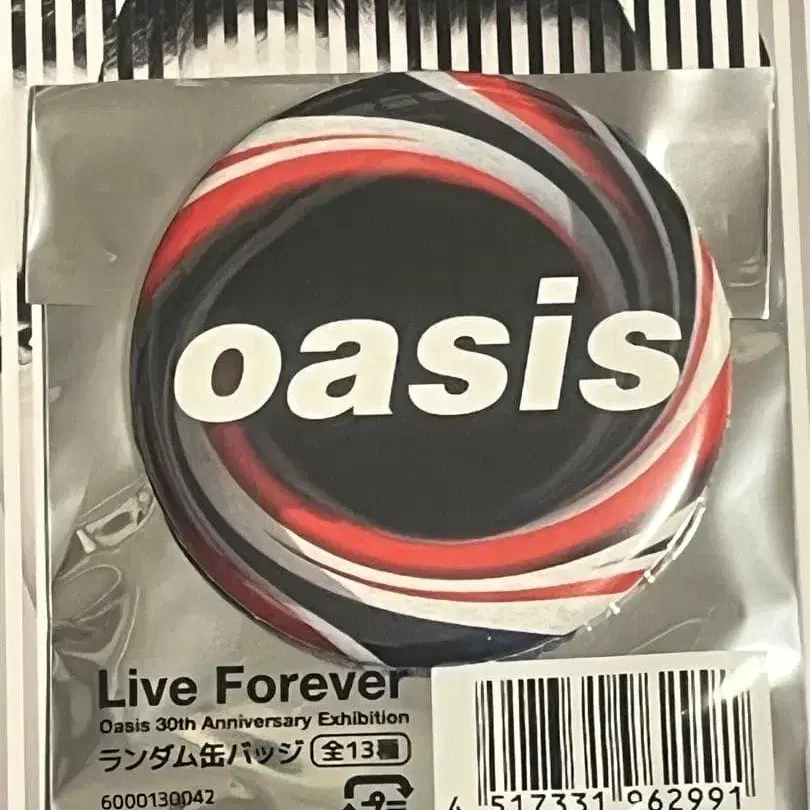 oasis
Live Forever
Oasis 30th Anniversary Exhibition
ランダム缶バッジ 全13種
6000130042
4 517331 962991